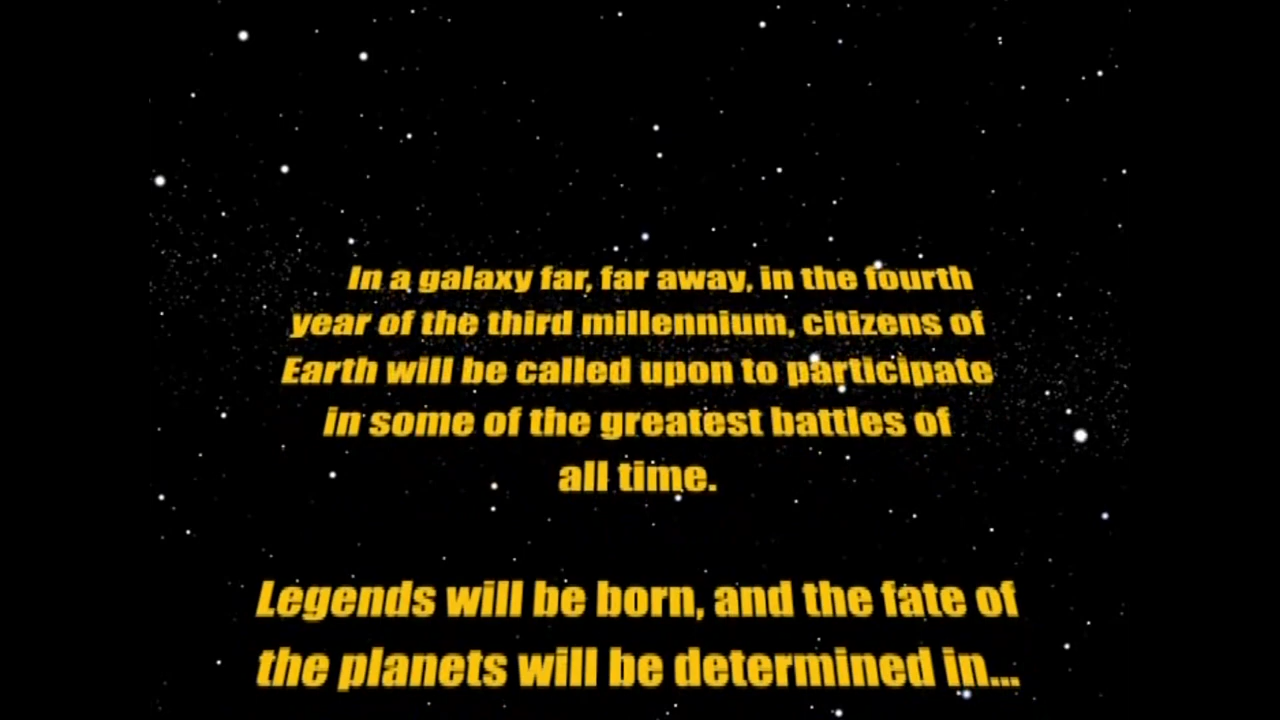 In a galaxy far, far away, in the fourth
year of the third millennium, citizens of
Earth will be called upon to participate
in some of the greatest battles of
all time.
Legends will be born, and the fate of
the planets will be determined in...